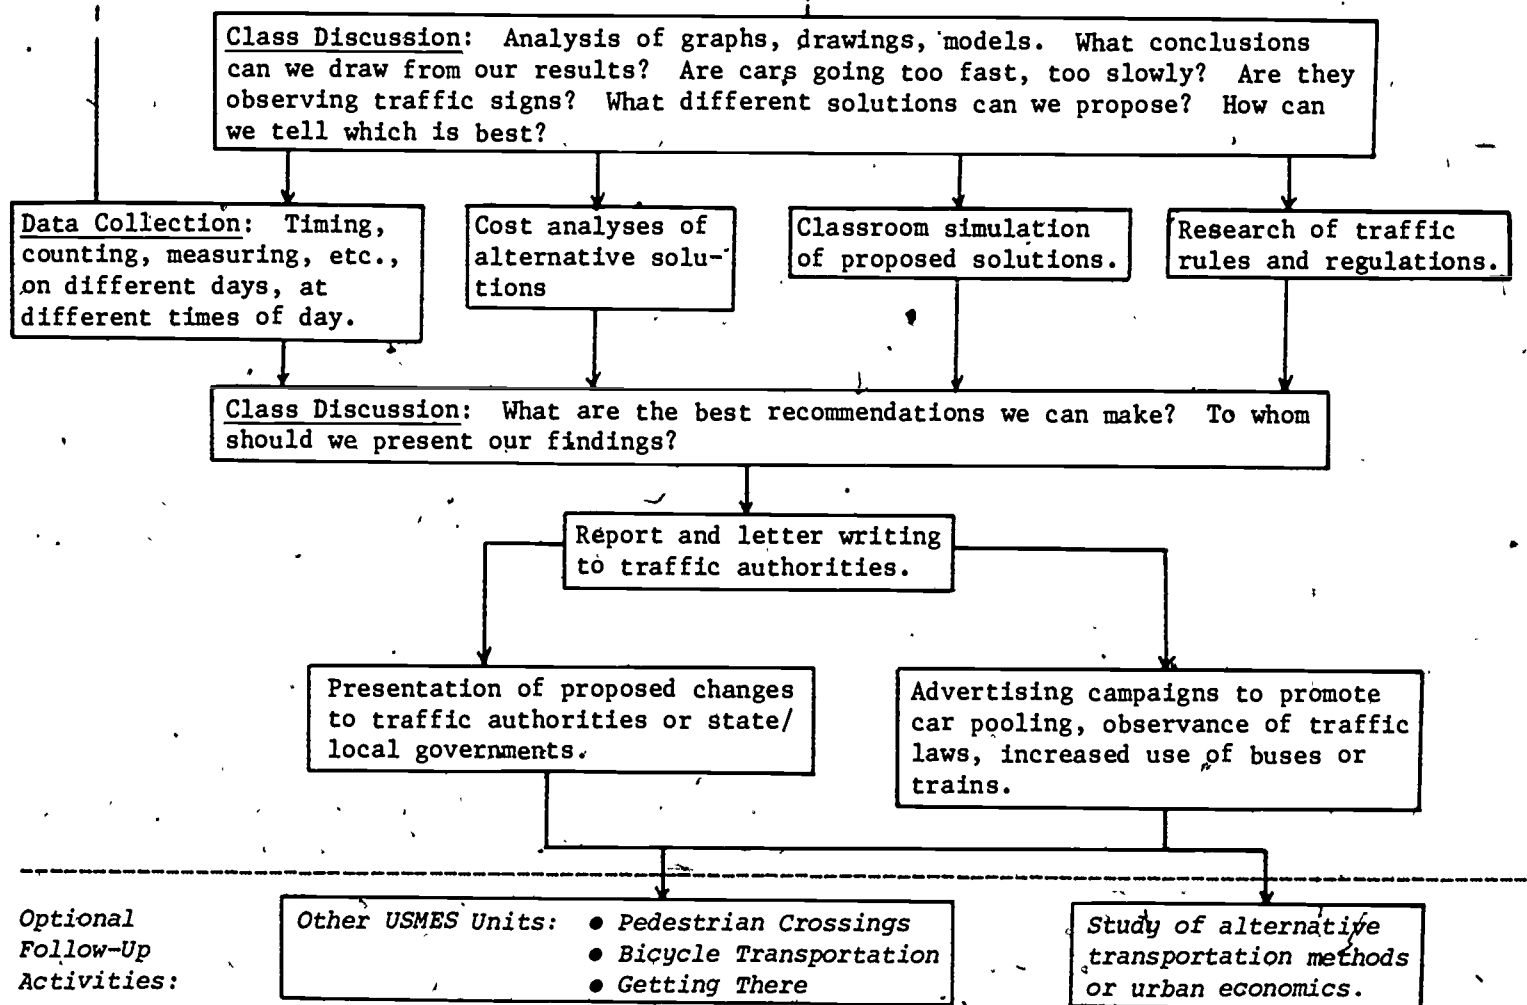 Class Discussion: Analysis of graphs, drawings, models. What conclusions
can we draw from our results? Are cars going too fast, too slowly? Are they
observing traffic signs? What different solutions can we propose? How can
we tell which is best?
Data Collection: Timing,
counting, measuring, etc.,
on different days, at
different times of day.
Cost analyses of
alternative solu-
tions
Classroom simulation
of proposed solutions.
Research of traffic
rules and regulations.
Class Discussion: What are the best recommendations we can make? To whom
should we present our findings?
Report and letter writing
to traffic authorities.
Presentation of proposed changes
to traffic authorities or state/
local governments.
Advertising campaigns to promote
car pooling, observance of traffic
laws, increased use of buses or
trains.
Optional
Follow-Up
Activities:
Other USMES Units: ● Pedestrian Crossings
● Bicycle Transportation
● Getting There
Study of alternative
transportation methods
or urban economics.